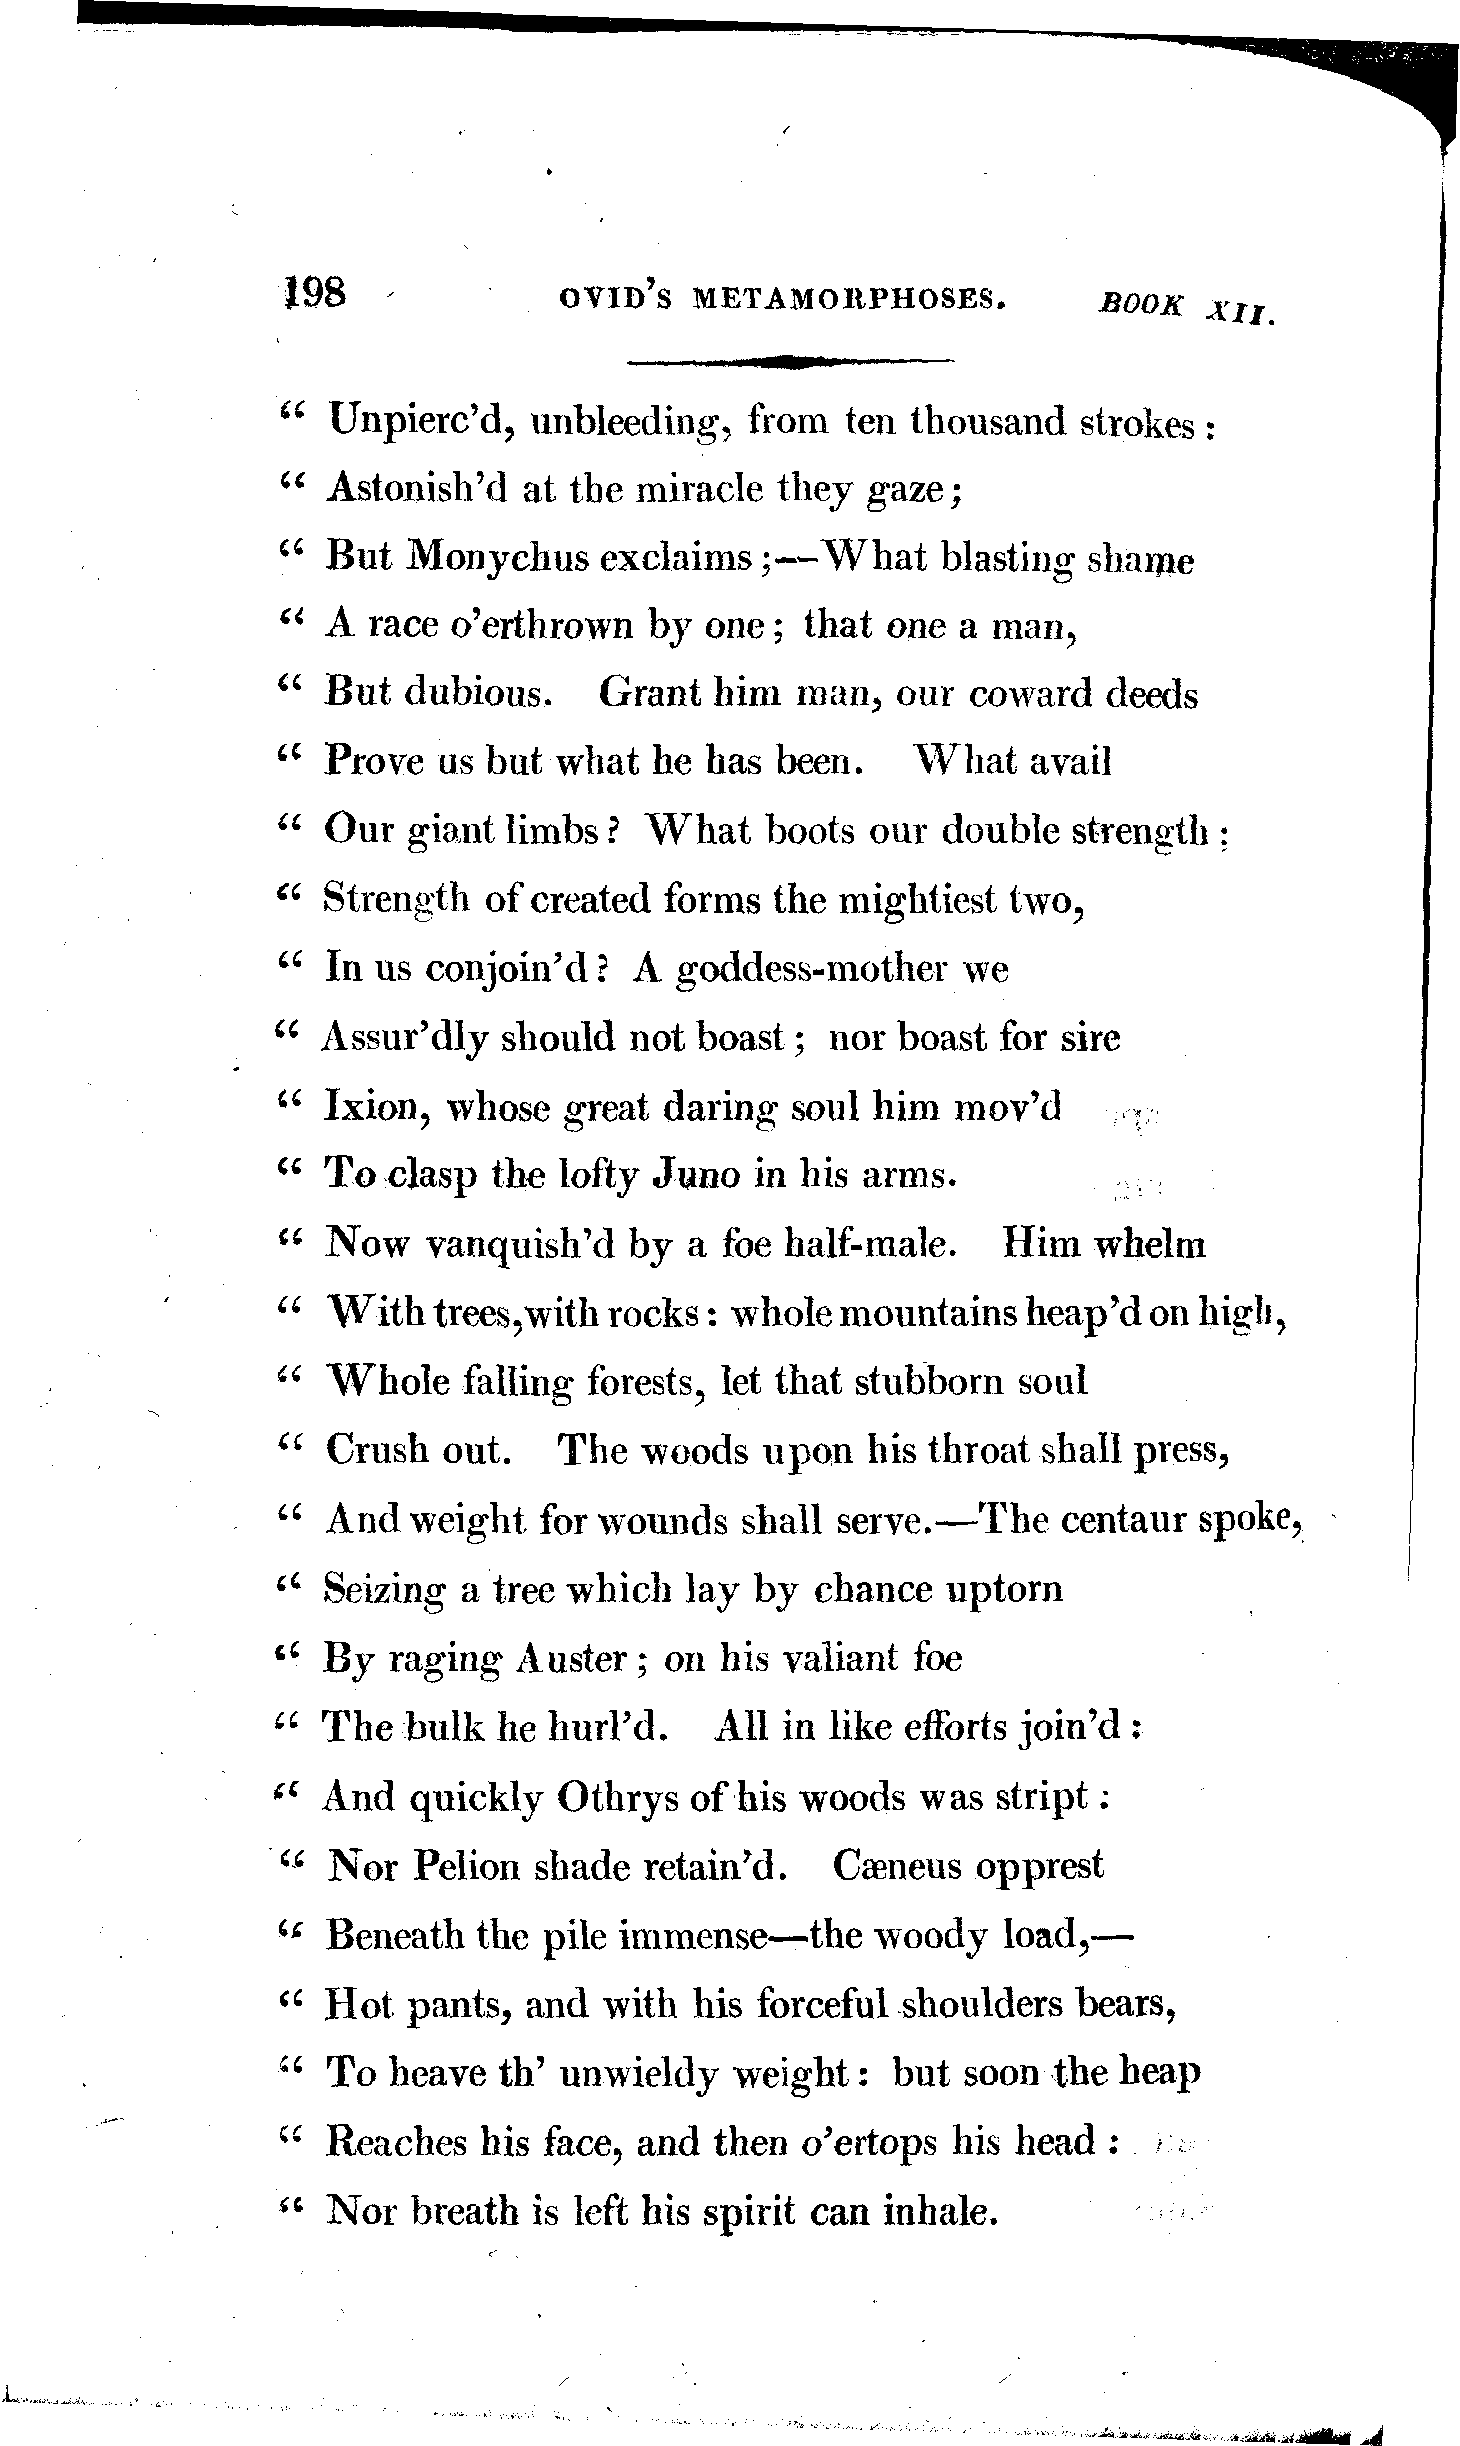 198 OVID'S METAMORPHOSES. BOOK XII.
“ Unpierc'd, unbleeding, from ten thousand strokes :
“ Astonish'd at the miracle they gaze ;
“ But Monychus exclaims ;—What blasting shame
“ A race o'erthrown by one ; that one a man,
“ But dubious. Grant him man, our coward deeds
“ Prove us but what he has been. What avail
“ Our giant limbs ? What boots our double strength ;
“ Strength of created forms the mightiest two,
“ In us conjoin'd ? A goddess-mother we
“ Assur'dly should not boast ; nor boast for sire
“ Ixion, whose great daring soul him mov'd
“ To clasp the lofty Juno in his arms.
“ Now vanquish'd by a foe half-male. Him whelm
“ With trees, with rocks : whole mountains heap'd on high,
“ Whole falling forests, let that stubborn soul
“ Crush out. The woods upon his throat shall press,
“ And weight for wounds shall serve.—The centaur spoke,
“ Seizing a tree which lay by chance uptorn
“ By raging Auster ; on his valiant foe
“ The bulk he hurl'd. All in like efforts join'd :
“ And quickly Othrys of his woods was stript :
“ Nor Pelion shade retain'd. Cæneus opprest
“ Beneath the pile immense—the woody load,—
“ Hot pants, and with his forceful shoulders bears,
“ To heave th' unwieldy weight : but soon the heap
“ Reaches his face, and then o'ertops his head :
“ Nor breath is left his spirit can inhale.